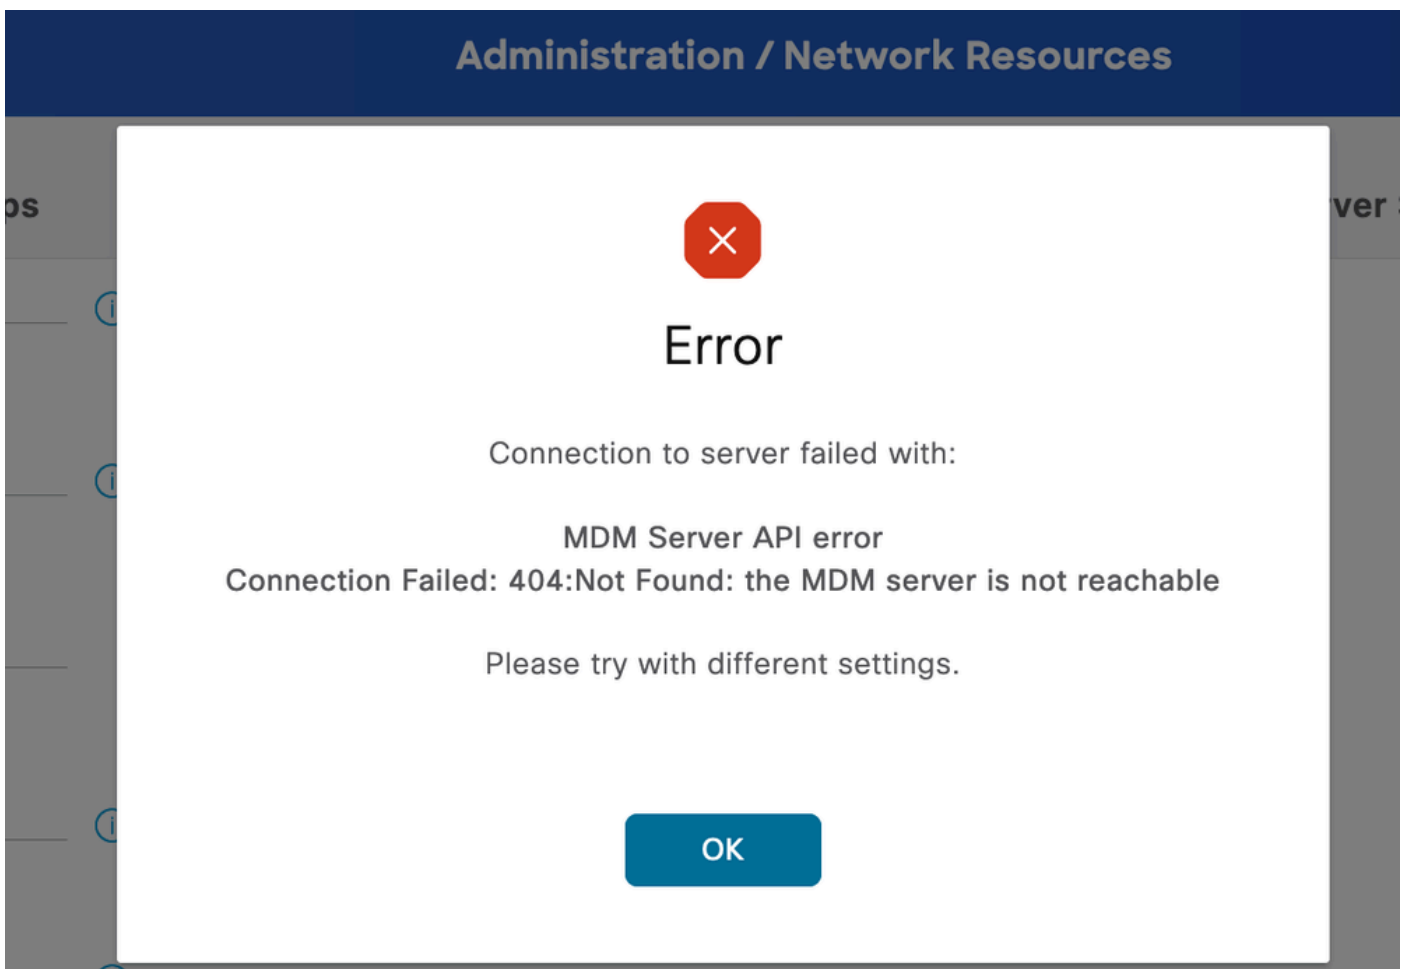 Administration / Network Resources
Error
Connection to server failed with:
MDM Server API error
Connection Failed: 404:Not Found: the MDM server is not reachable
Please try with different settings.
OK